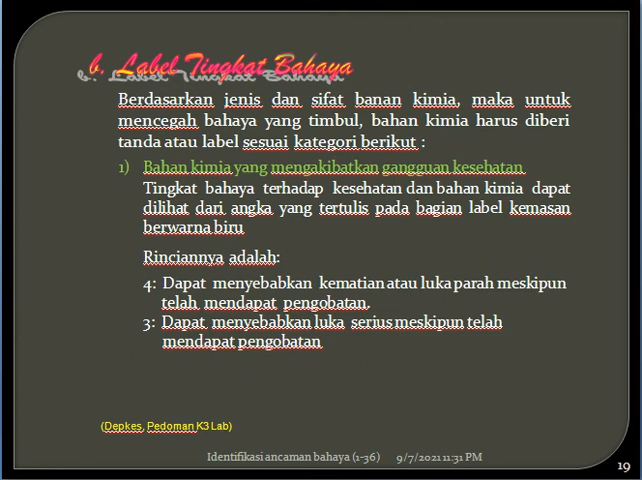 b. Label Tingkat Bahaya
Berdasarkan jenis dan sifat banan kimia, maka untuk
mencegah bahaya yang timbul, bahan kimia harus diberi
tanda atau label sesuai kategori berikut :
1) Bahan kimia yang mengakibatkan gangguan kesehatan
Tingkat bahaya terhadap kesehatan dan bahan kimia dapat
dilihat dari angka yang tertulis pada bagian label kemasan
berwarna biru
Rinciannya adalah:
4: Dapat menyebabkan kematian atau luka parah meskipun
telah mendapat pengobatan.
3: Dapat menyebabkan luka serius meskipun telah
mendapat pengobatan
(Depkes, Pedoman K3 Lab)
Identifikasi ancaman bahaya (1-36) 9/7/2021 11:31 PM
19